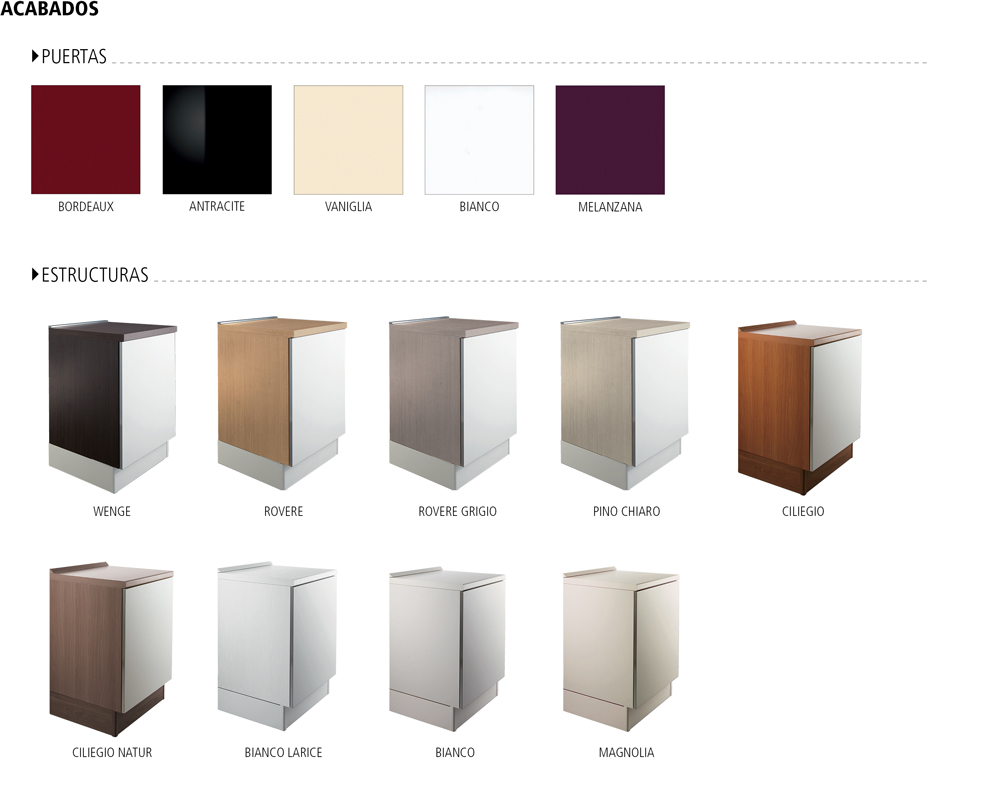 ACABADOS
PUERTAS
BORDEAUX
ANTRACITE
VANIGLIA
BIANCO
MELANZANA
ESTRUCTURAS
WENGE
ROVERE
ROVERE GRIGIO
PINO CHIARO
CILIEGIO
CILIEGIO NATUR
BIANCO LARICE
BIANCO
MAGNOLIA